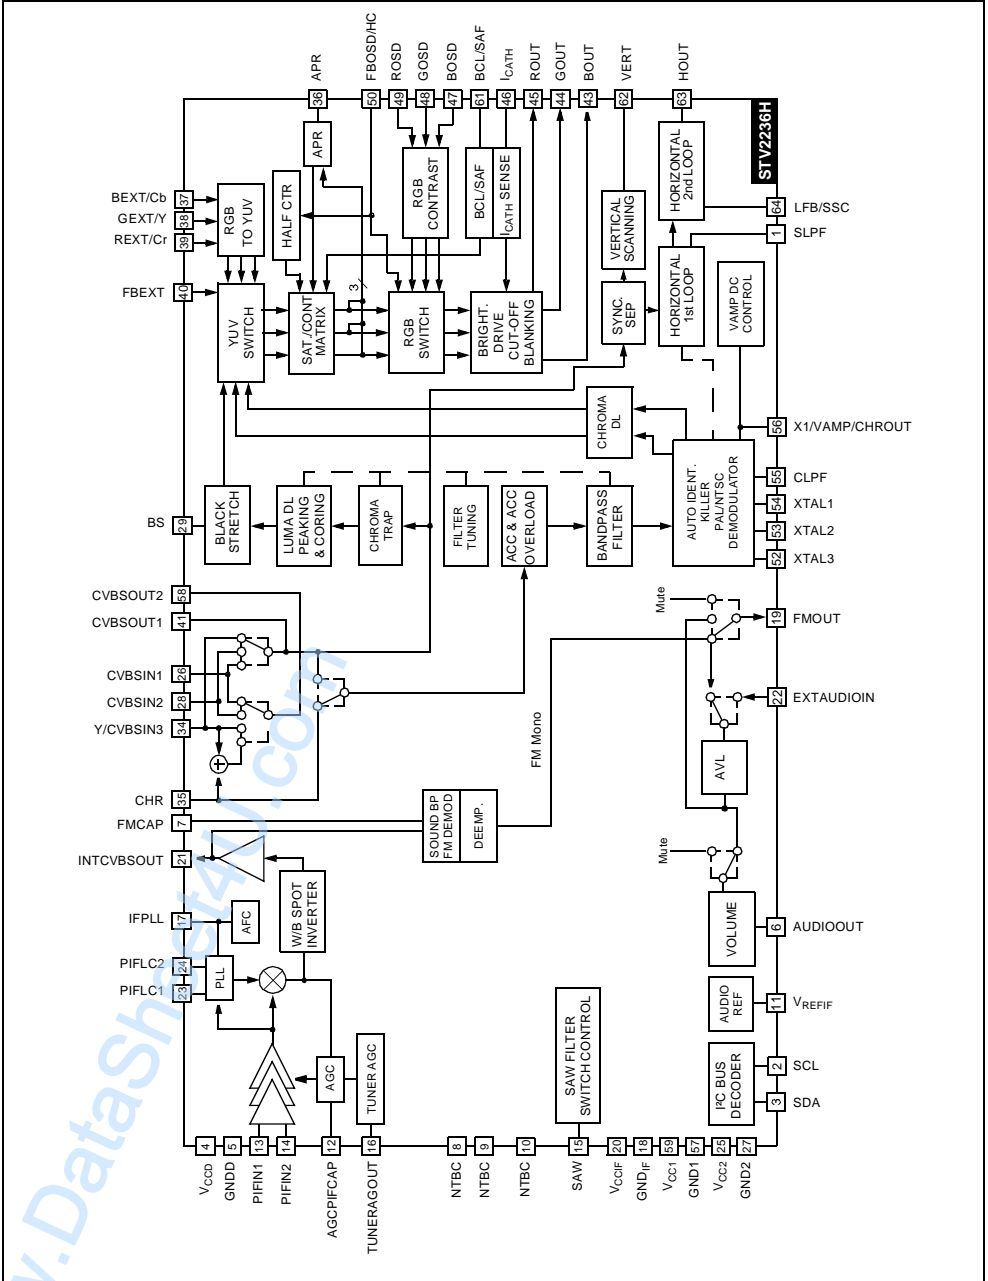 APR
FBOSD/HC
ROSD
GOSD
BOSD
BCL/SAF
ICATH
ROUT
GOUT
BOUT
VERT
HOUT
36
50
49
48
47
61
46
45
44
43
62
63
STV2236H
BEXT/Cb
37
GEXT/Y
38
REXT/Cr
39
FBEXT
40
RGB
TO YUV
HALF CTR
APR
RGB
CONTRAST
BCL/SAF
ICATH SENSE
VERTICAL
SCANNING
HORIZONTAL
2nd LOOP
64
LFB/SSC
1
SLPF
YUV
SWITCH
SAT./CONT
MATRIX
3
RGB
SWITCH
BRIGHT.
DRIVE
CUT-OFF
BLANKING
SYNC.
SEP
HORIZONTAL
1st LOOP
VAMP DC
CONTROL
CHROMA
DL
56
X1/VAMP/CHROUT
55
CLPF
54
XTAL1
53
XTAL2
52
XTAL3
BS
29
BLACK
STRETCH
LUMA DL
PEAKING
& CORING
CHROMA
TRAP
FILTER
TUNING
ACC & ACC
OVERLOAD
BANDPASS
FILTER
AUTO IDENT.
KILLER
PAL/NTSC
DEMODULATOR
CVBSOUT2
58
CVBSOUT1
41
CVBSIN1
26
CVBSIN2
28
Y/CVBSIN3
34
CHR
35
FMCAP
7
INTCVBSOUT
21
Mute
19
FMOUT
22
EXTAUDIOIN
FM Mono
AVL
SOUND BP
FM DEMOD
DEEMP.
Mute
IFPLL
17
AFC
W/B SPOT
INVERTER
VOLUME
6
AUDIOOUT
PIFLC2
24
PIFLC1
23
PLL
AUDIO
REF
11
VREFIF
AGC
TUNER AGC
SAW FILTER
SWITCH CONTROL
I²C BUS
DECODER
2
SCL
3
SDA
4
5
13
14
12
16
8
9
10
15
20
18
59
57
25
27
VCCD
GNDD
PIFIN1
PIFIN2
AGCPIFCAP
TUNERAGOUT
NTBC
NTBC
NTBC
SAW
VCCIF
GNDIF
VCC1
GND1
VCC2
GND2
w.DataSheet4U.com